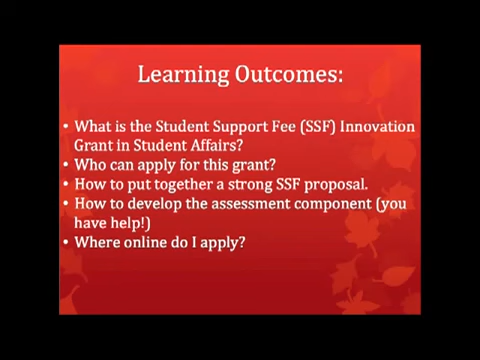 Learning Outcomes:
• What is the Student Support Fee (SSF) Innovation
Grant in Student Affairs?
• Who can apply for this grant?
• How to put together a strong SSF proposal.
• How to develop the assessment component (you
have help!)
• Where online do I apply?